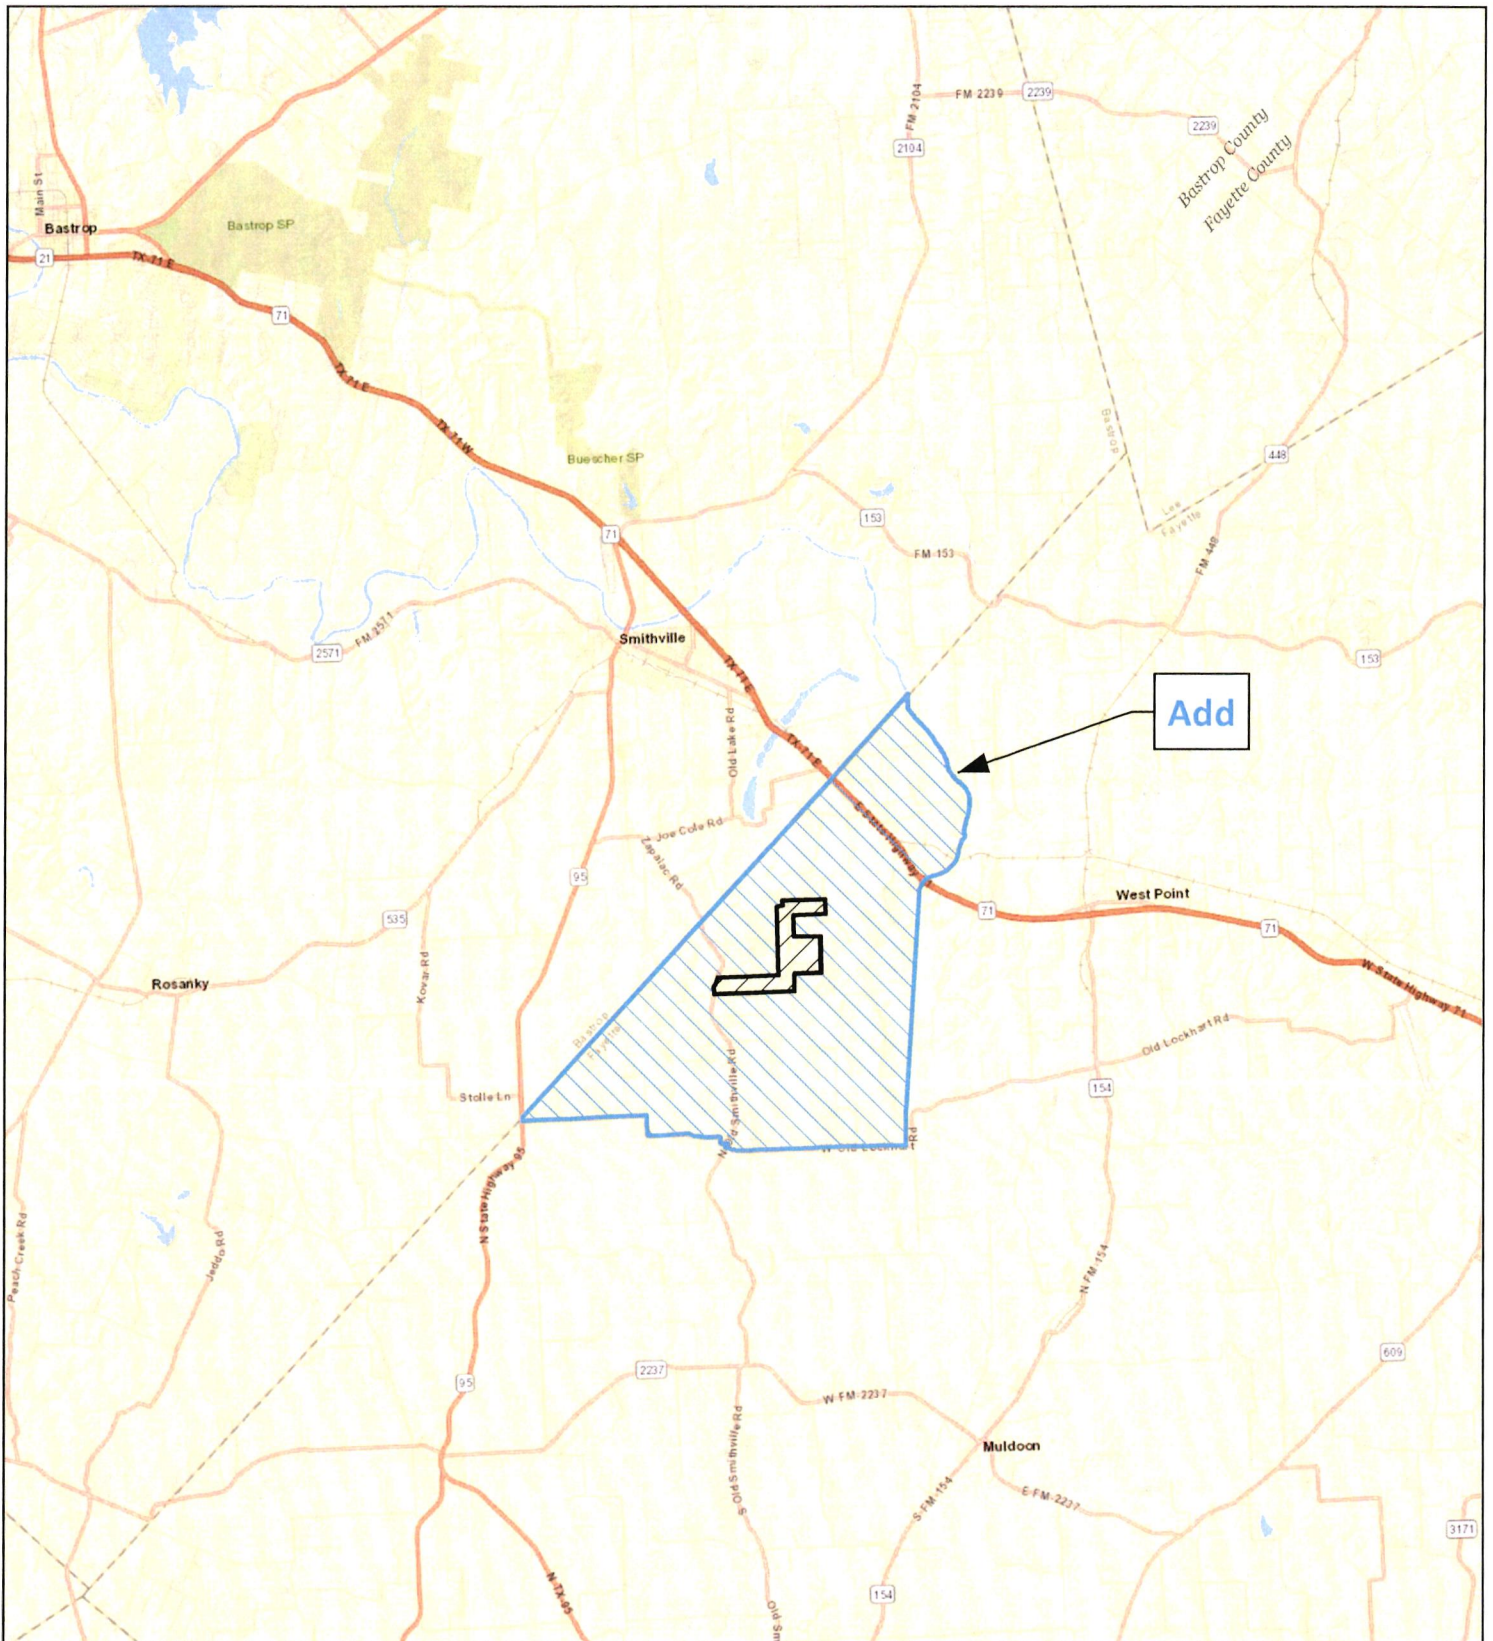 FM 2239
2239
FM 2104
2104
2239
Bastrop County
Fayette County
Main St
Bastrop
Bastrop SP
21
TX 71 E
71
TX 71 E
TX 71 W
Bastrop
448
Buescher SP
Lee
Fayette
153
71
FM 153
FM 448
FM 2571
2571
Smithville
153
TX 71 E
Add
Old Lake Rd
TX 71 E
E State Highway 71
Joe Cole Rd
Zapalac Rd
95
535
West Point
71
71
Kovar Rd
Rosanky
W State Highway 71
Bastrop
Fayette
Old Lockhart Rd
154
Stolle Ln
N Old Smithville Rd
W Old Lockhart Rd
N State Highway 95
Peach Creek Rd
Jeddo Rd
N FM-154
609
2237
95
W FM-2237
S Old Smithville Rd
Muldoon
S FM-154
E FM-2237
3171
N TX-95
154
S Old Sm